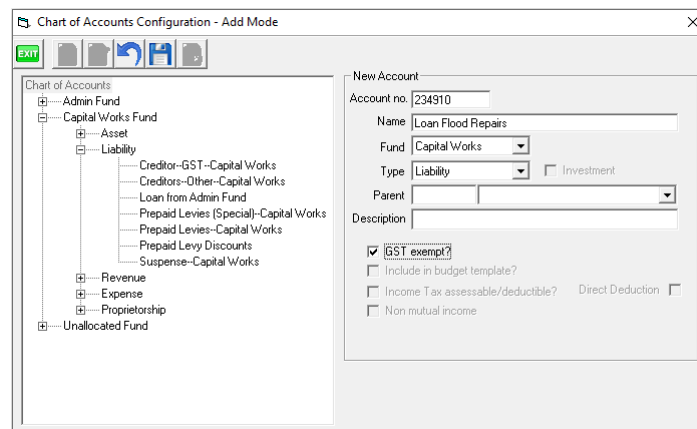 Chart of Accounts Configuration - Add Mode
EXIT
Chart of Accounts
Admin Fund
Capital Works Fund
Asset
Liability
Creditor--GST--Capital Works
Creditors--Other--Capital Works
Loan from Admin Fund
Prepaid Levies (Special)--Capital Works
Prepaid Levies--Capital Works
Prepaid Levy Discounts
Suspense--Capital Works
Revenue
Expense
Proprietorship
Unallocated Fund
New Account
Account no. 234910
Name Loan Flood Repairs
Fund Capital Works
Type Liability Investment
Parent
Description
GST exempt?
Include in budget template?
Income Tax assessable/deductible? Direct Deduction
Non mutual income